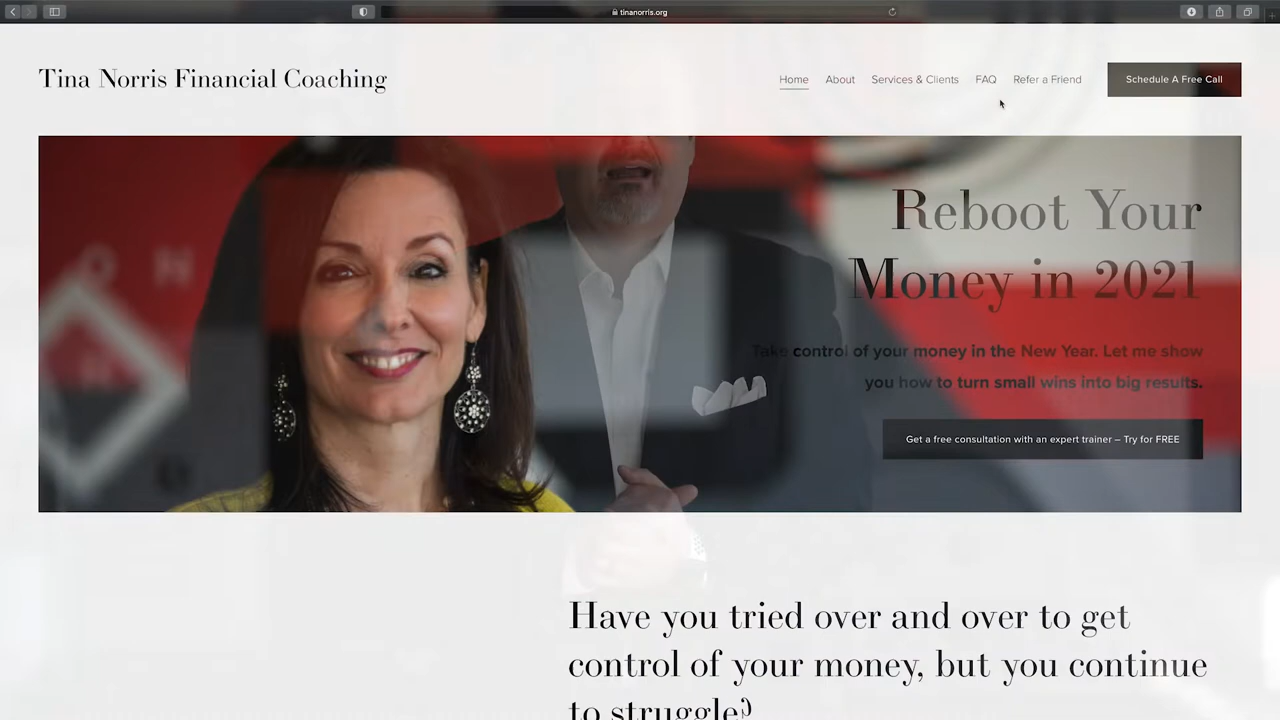 tinanorris.org
Tina Norris Financial Coaching
Home About Services & Clients FAQ Refer a Friend Schedule A Free Call
Reboot Your
Money in 2021
Take control of your money in the New Year. Let me show
you how to turn small wins into big results.
Get a free consultation with an expert trainer – Try for FREE
Have you tried over and over to get
control of your money, but you continue
to struggle?